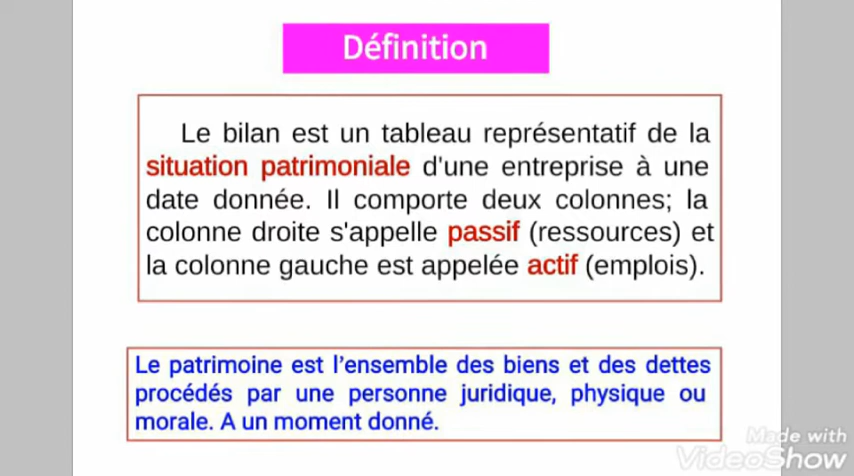 Définition
Le bilan est un tableau représentatif de la
situation patrimoniale d'une entreprise à une
date donnée. Il comporte deux colonnes; la
colonne droite s'appelle passif (ressources) et
la colonne gauche est appelée actif (emplois).
Le patrimoine est l'ensemble des biens et des dettes
procédés par une personne juridique, physique ou
morale. A un moment donné.
Made with
VideoShow